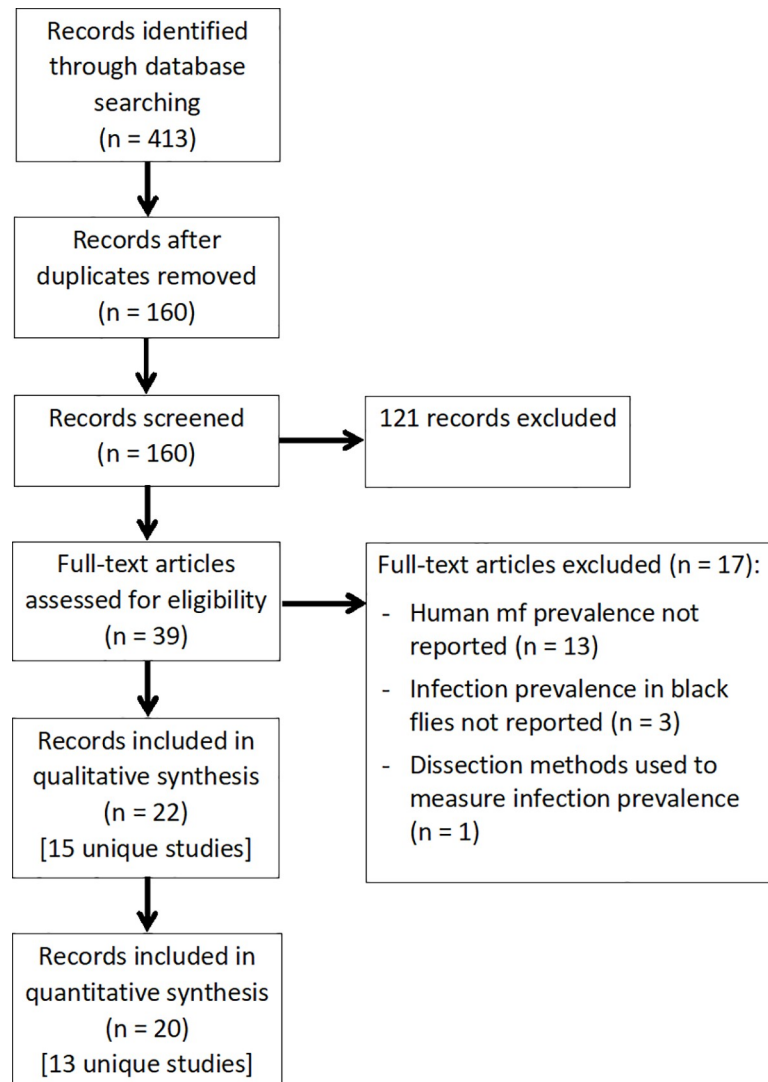 Records identified
through database
searching
(n = 413)
Records after
duplicates removed
(n = 160)
Records screened
(n = 160)
121 records excluded
Full-text articles
assessed for eligibility
(n = 39)
Full-text articles excluded (n = 17):
- Human mf prevalence not
reported (n = 13)
- Infection prevalence in black
flies not reported (n = 3)
- Dissection methods used to
measure infection prevalence
(n = 1)
Records included in
qualitative synthesis
(n = 22)
[15 unique studies]
Records included in
quantitative synthesis
(n = 20)
[13 unique studies]